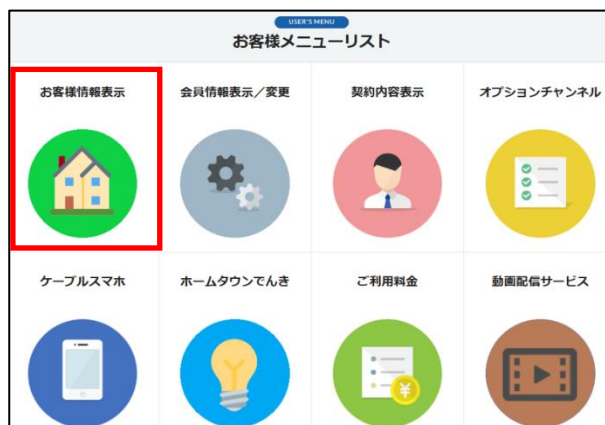 USER'S MENU
お客様メニューリスト
お客様情報表示
会員情報表示／変更
契約内容表示
オプションチャンネル
ケーブルスマホ
ホームタウンでんき
ご利用料金
動画配信サービス
¥